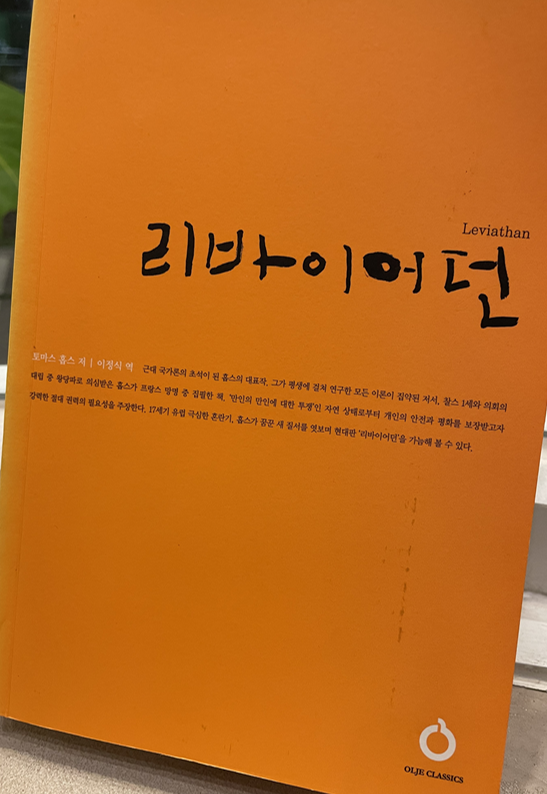 Leviathan
리바이어던
토마스 홉스 저 | 이정식 역 근대 국가론의 초석이 된 홉스의 대표작. 그가 평생에 걸쳐 연구한 모든 이론이 집약된 저서, 찰스 1세와 의회의
대립 중 왕당파로 의심받은 홉스가 프랑스 망명 중 집필한 책. '만인의 만인에 대한 투쟁'인 자연 상태로부터 개인의 안전과 평화를 보장받고자
강력한 절대 권력의 필요성을 주장한다. 17세기 유럽 극심한 혼란기, 홉스가 꿈꾼 새 질서를 엿보며 현대판 '리바이어던'을 가늠해 볼 수 있다.
OLJE CLASSICS